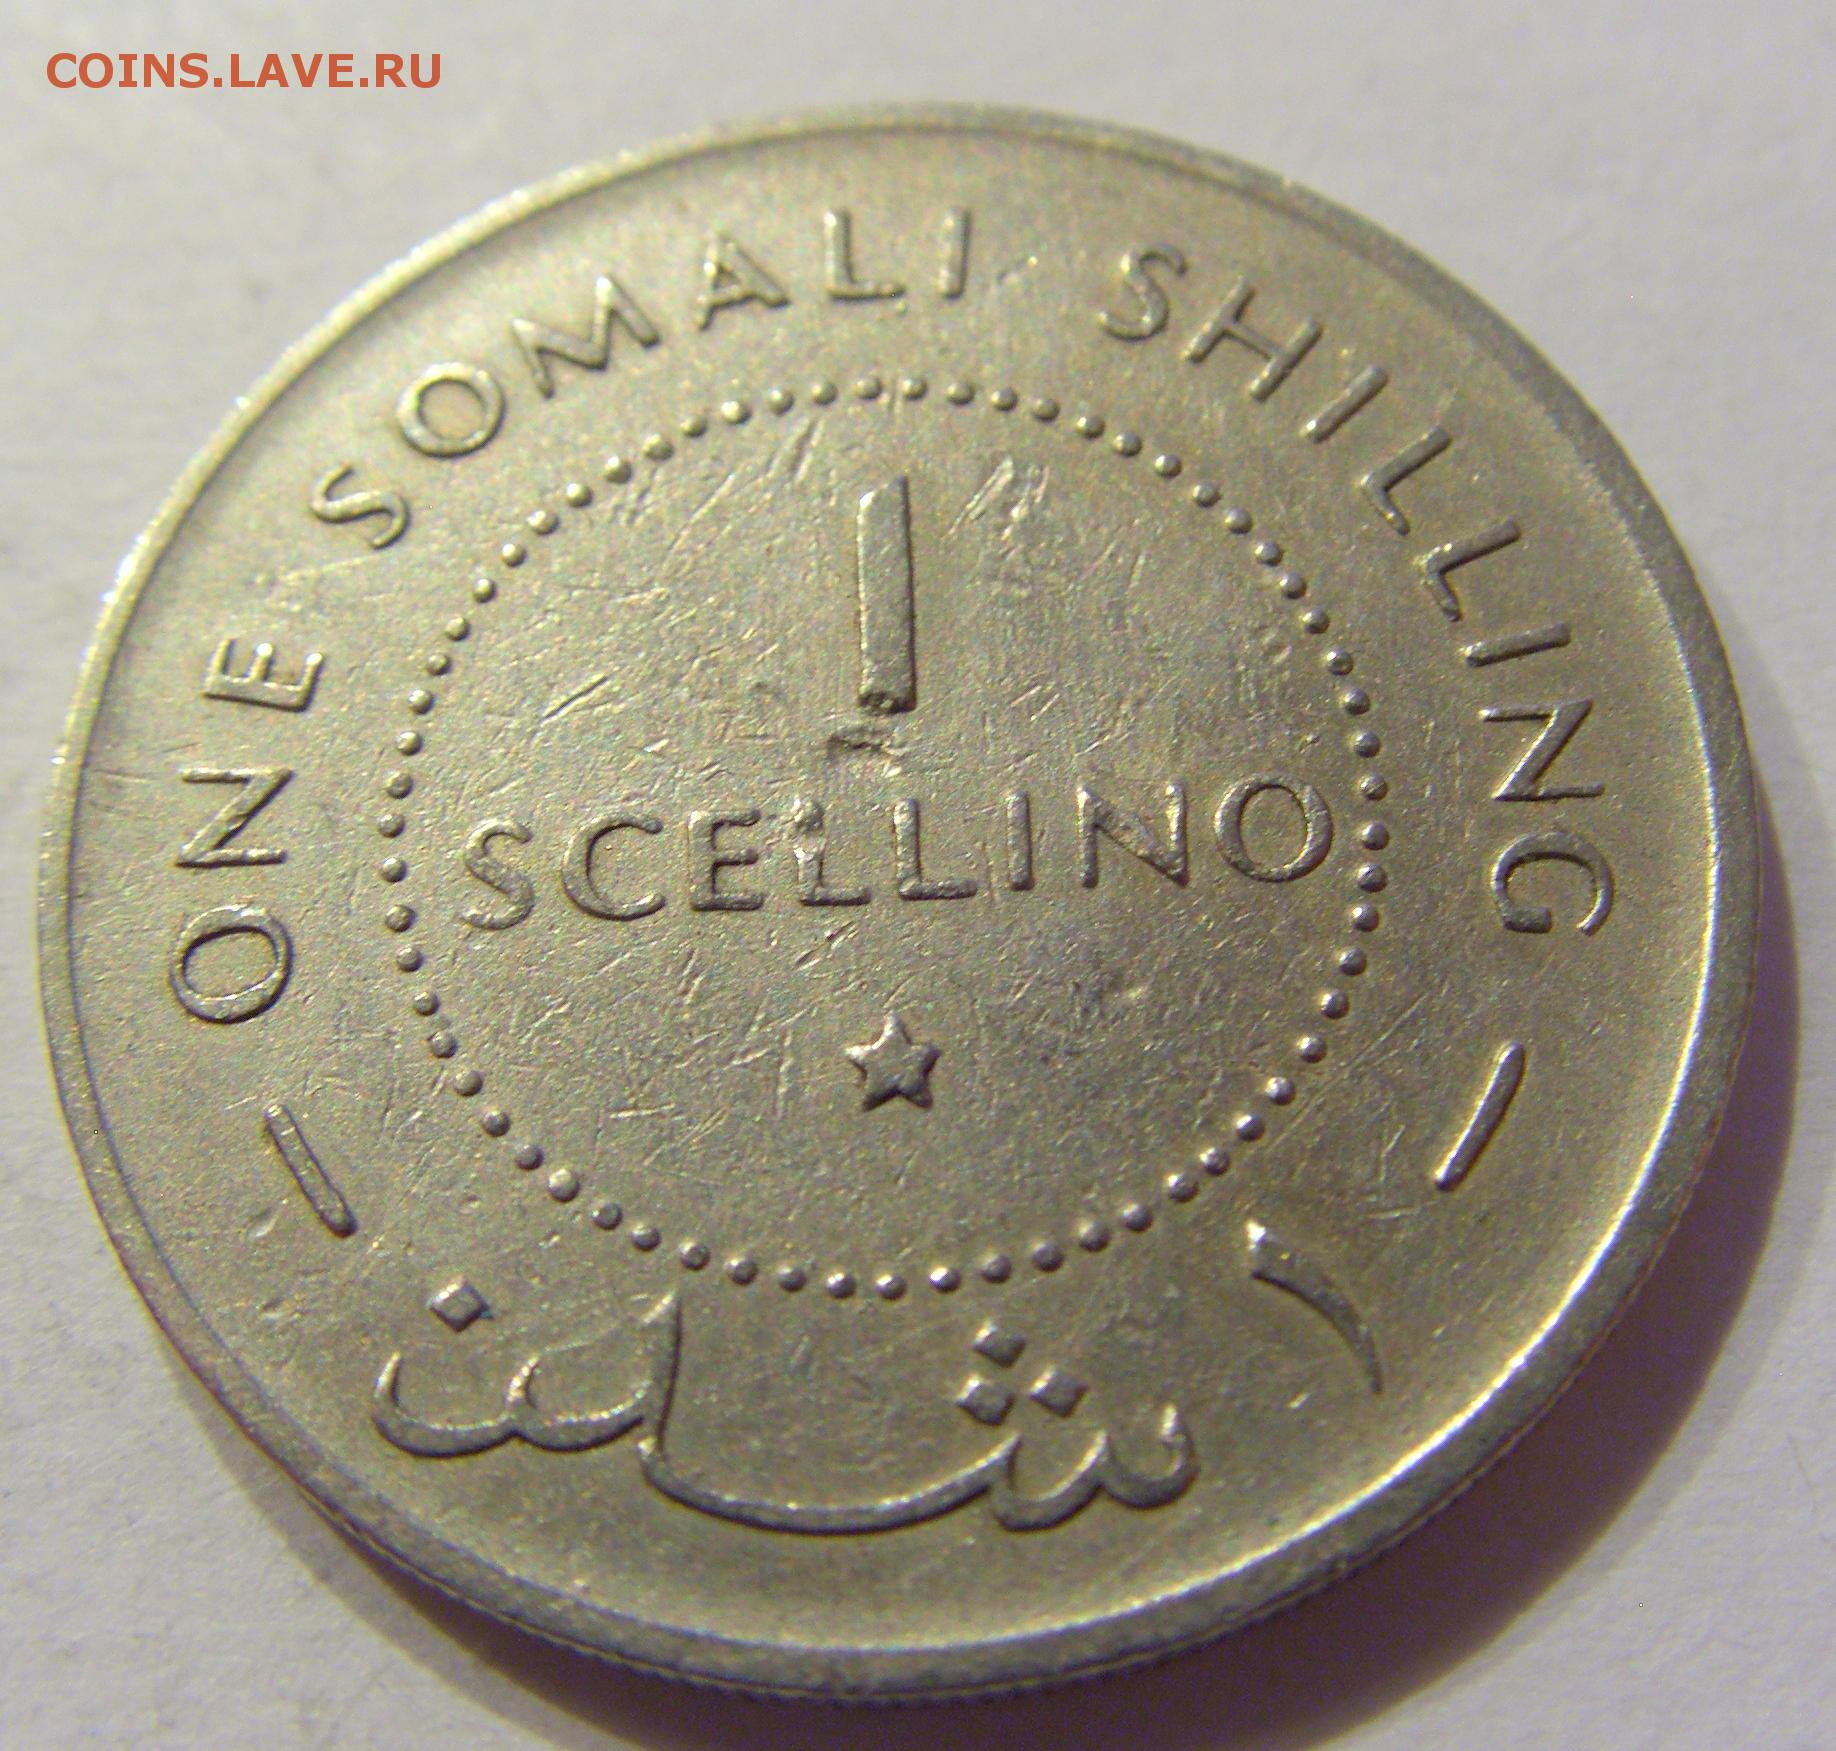 COINS.LAVE.RU
ONE SOMALI SHILLING
1
SCELLINO
١ شلن